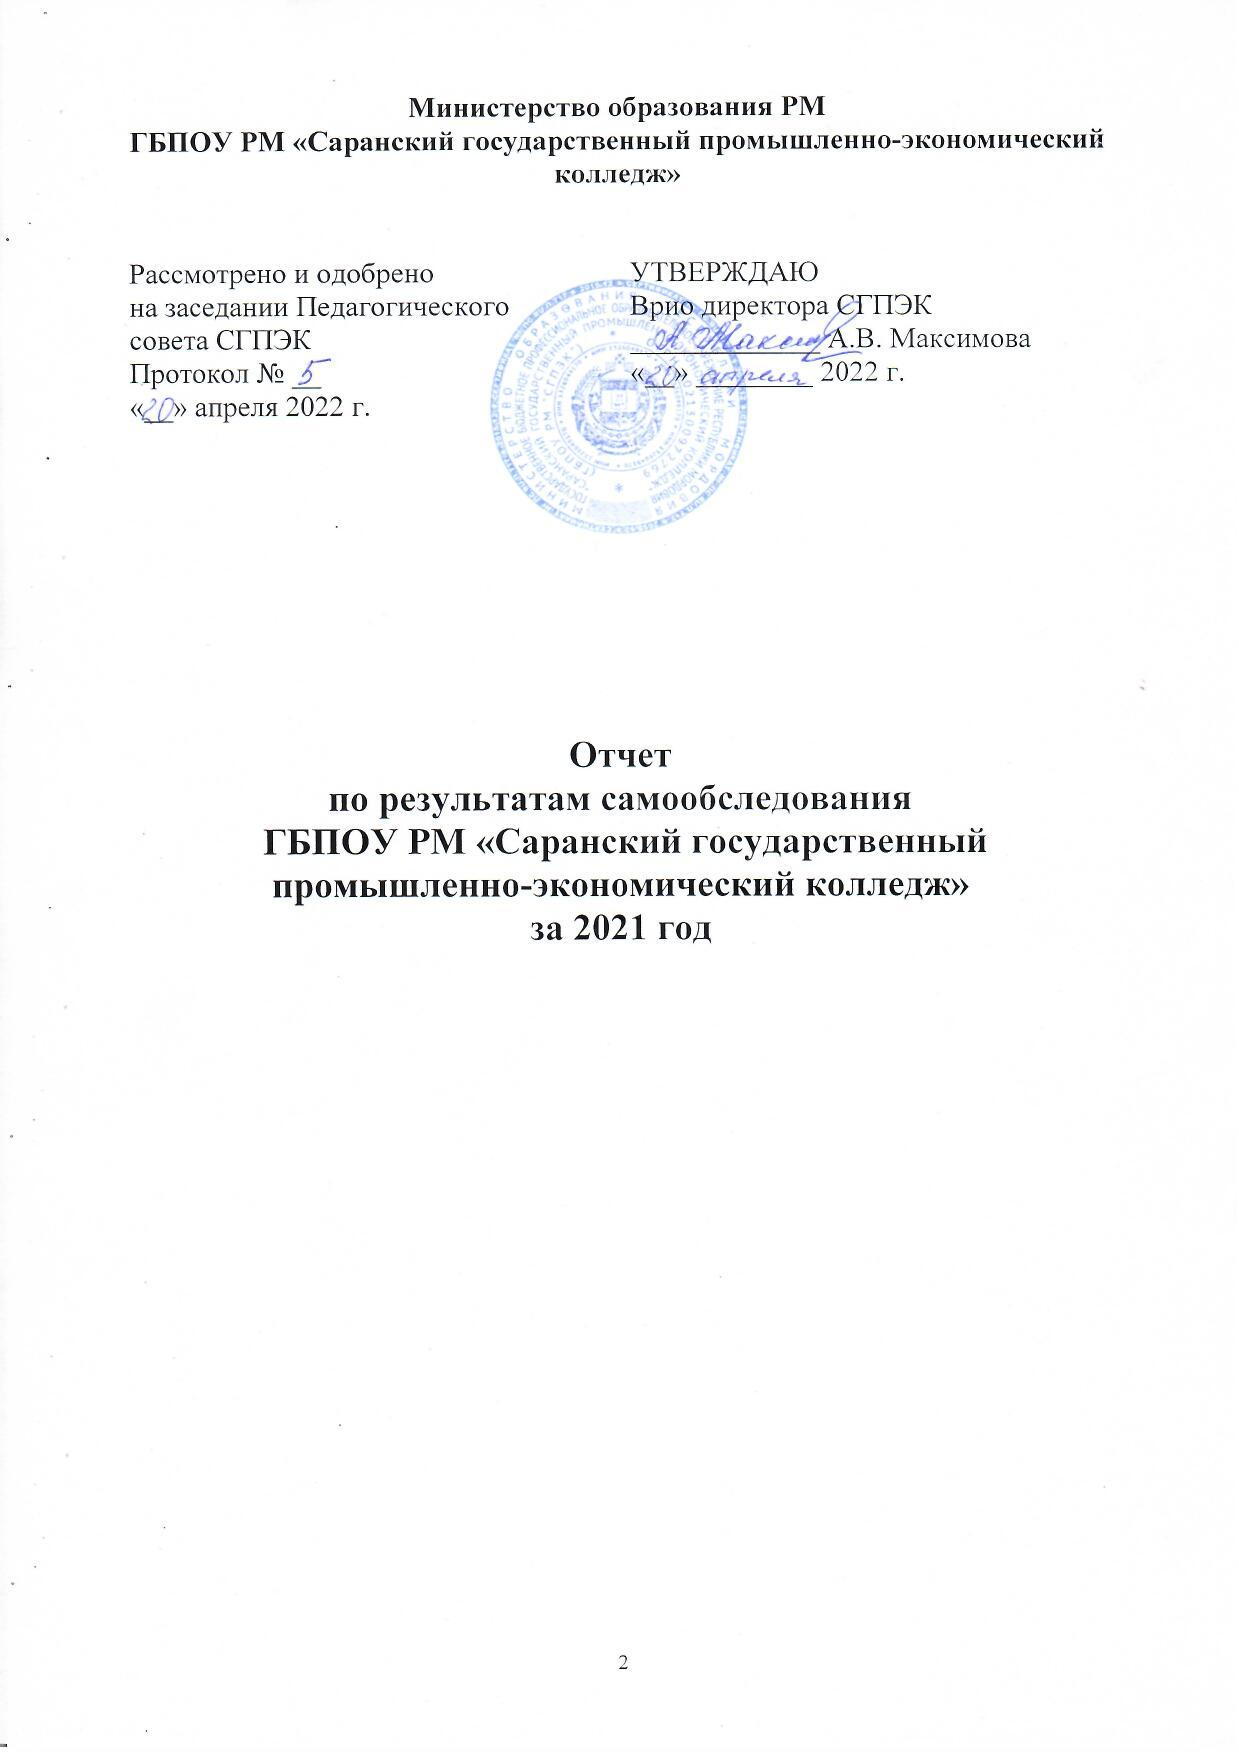 Министерство образования РМ
ГБПОУ РМ «Саранский государственный промышленно-экономический
колледж»
Рассмотрено и одобрено
на заседании Педагогического
совета СГПЭК
Протокол № 5
«20» апреля 2022 г.
УТВЕРЖДАЮ
Врио директора СГПЭК
А.В. Максимова
«20» апреля 2022 г.
Отчет
по результатам самообследования
ГБПОУ РМ «Саранский государственный
промышленно-экономический колледж»
за 2021 год
2